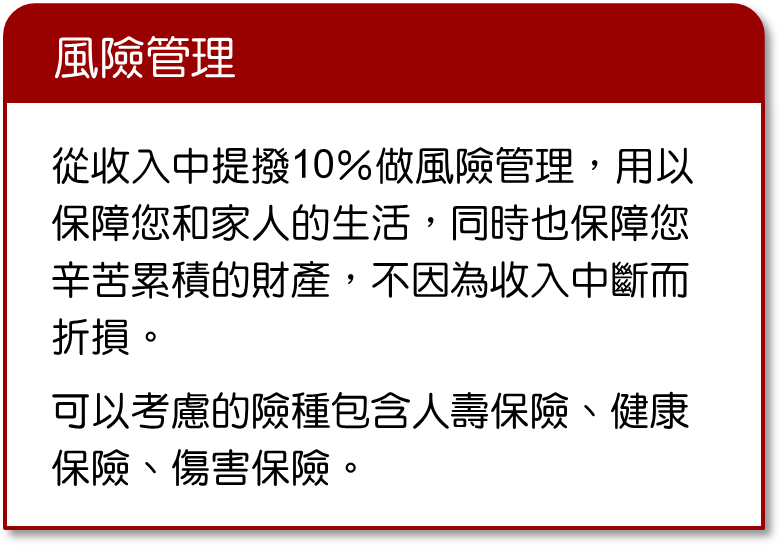 風險管理
從收入中提撥10%做風險管理，用以
保障您和家人的生活，同時也保障您
辛苦累積的財產，不因為收入中斷而
折損。
可以考慮的險種包含人壽保險、健康
保險、傷害保險。